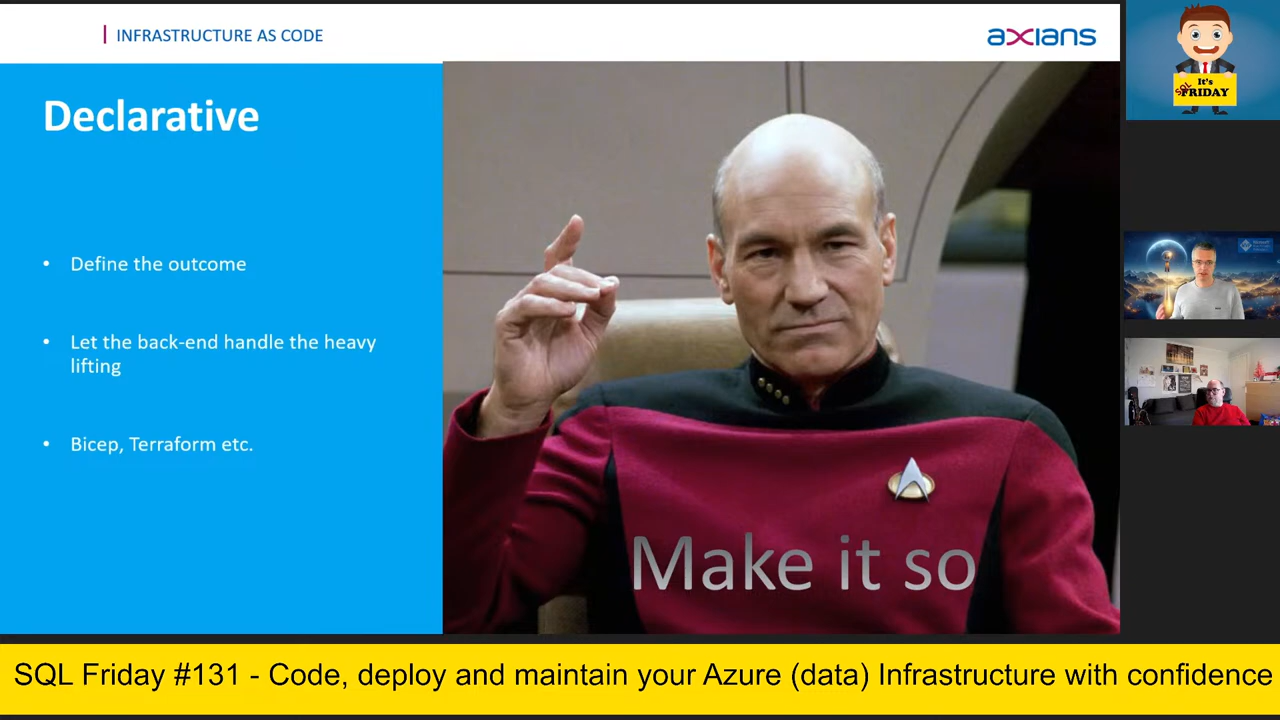 INFRASTRUCTURE AS CODE
axians
Declarative
• Define the outcome
• Let the back-end handle the heavy
lifting
• Bicep, Terraform etc.
Make it so
It's
SQL FRIDAY
SQL Friday #131 - Code, deploy and maintain your Azure (data) Infrastructure with confidence